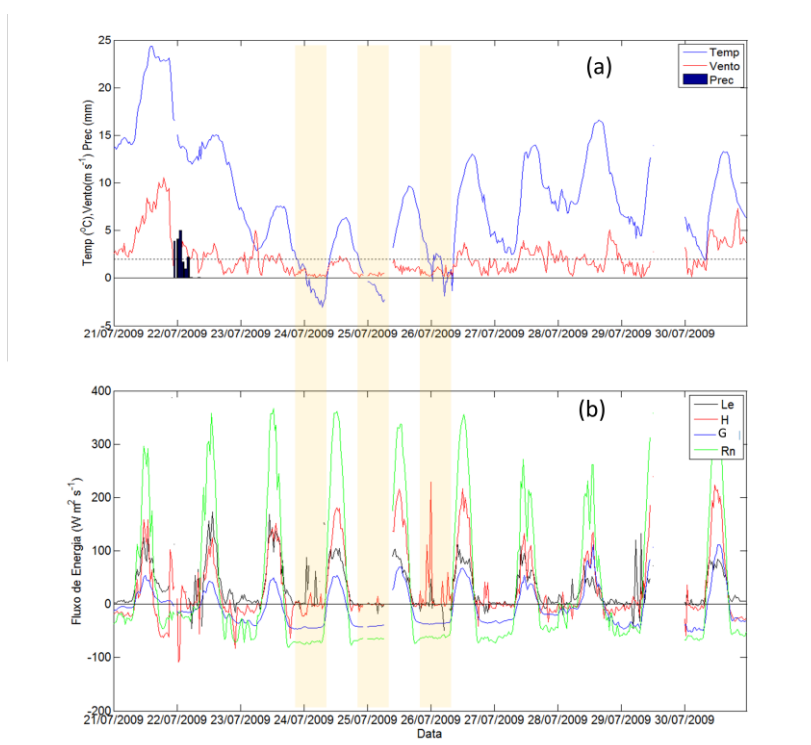 (a)
Temp
Vento
Prec
Temp (⁰C),Vento(m s⁻¹) Prec (mm)
25
20
15
10
5
0
-5
21/07/2009 22/07/2009 23/07/2009 24/07/2009 25/07/2009 26/07/2009 27/07/2009 28/07/2009 29/07/2009 30/07/2009
(b)
Le
H
G
Rn
Fluxo de Energia (W m² s⁻¹)
400
300
200
100
0
-100
-200
21/07/2009 22/07/2009 23/07/2009 24/07/2009 25/07/2009 26/07/2009 27/07/2009 28/07/2009 29/07/2009 30/07/2009
Data